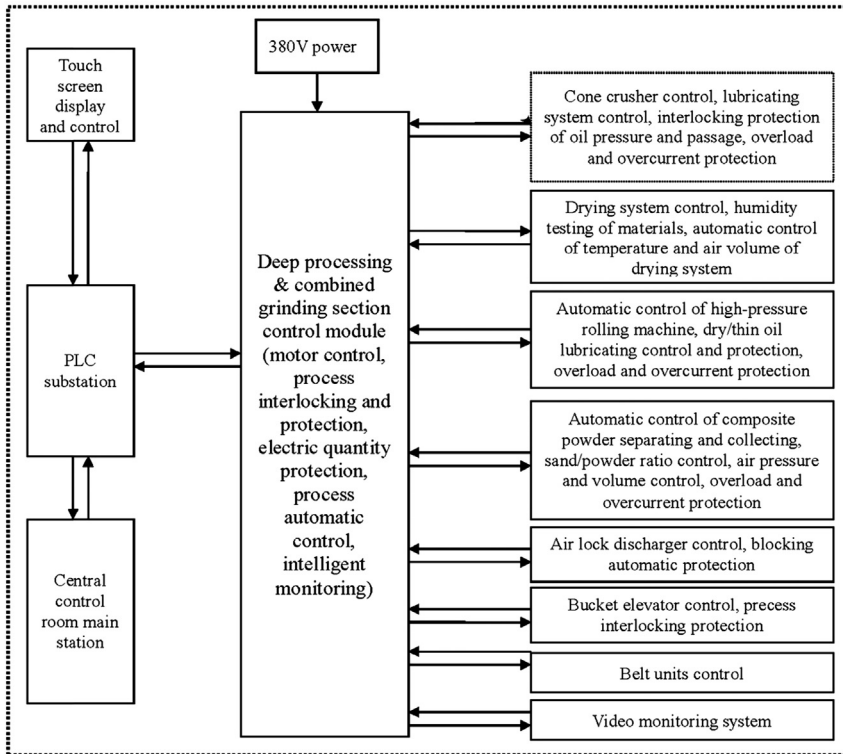 380V power
Touch
screen
display
and control
PLC
substation
Central
control
room main
station
Deep processing
& combined
grinding section
control module
(motor control,
process
interlocking and
protection,
electric quantity
protection,
process
automatic
control,
intelligent
monitoring)
Cone crusher control, lubricating
system control, interlocking protection
of oil pressure and passage, overload
and overcurrent protection
Drying system control, humidity
testing of materials, automatic control
of temperature and air volume of
drying system
Automatic control of high-pressure
rolling machine, dry/thin oil
lubricating control and protection,
overload and overcurrent protection
Automatic control of composite
powder separating and collecting,
sand/powder ratio control, air pressure
and volume control, overload and
overcurrent protection
Air lock discharger control, blocking
automatic protection
Bucket elevator control, precess
interlocking protection
Belt units control
Video monitoring system